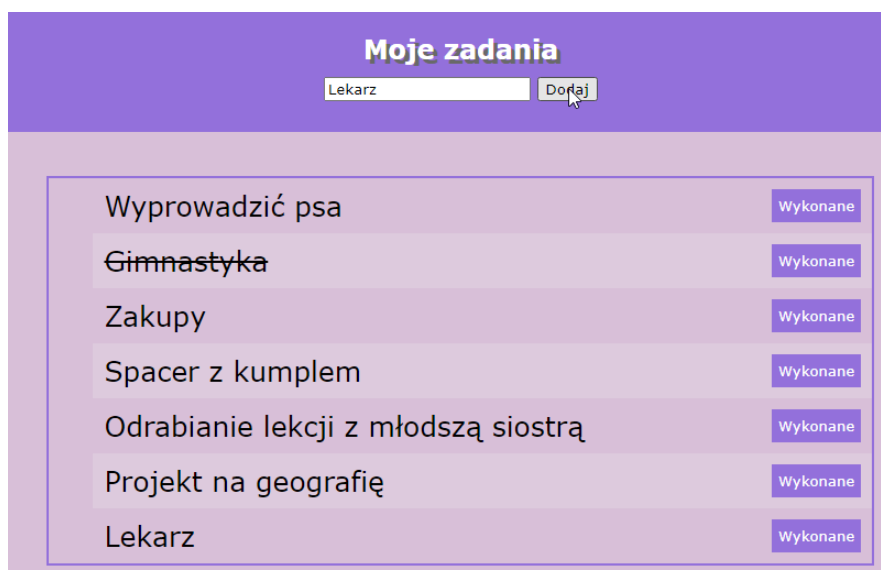 Moje zadania
Lekarz Dodaj
Wyprowadzić psa Wykonane
Gimnastyka Wykonane
Zakupy Wykonane
Spacer z kumplem Wykonane
Odrabianie lekcji z młodszą siostrą Wykonane
Projekt na geografię Wykonane
Lekarz Wykonane